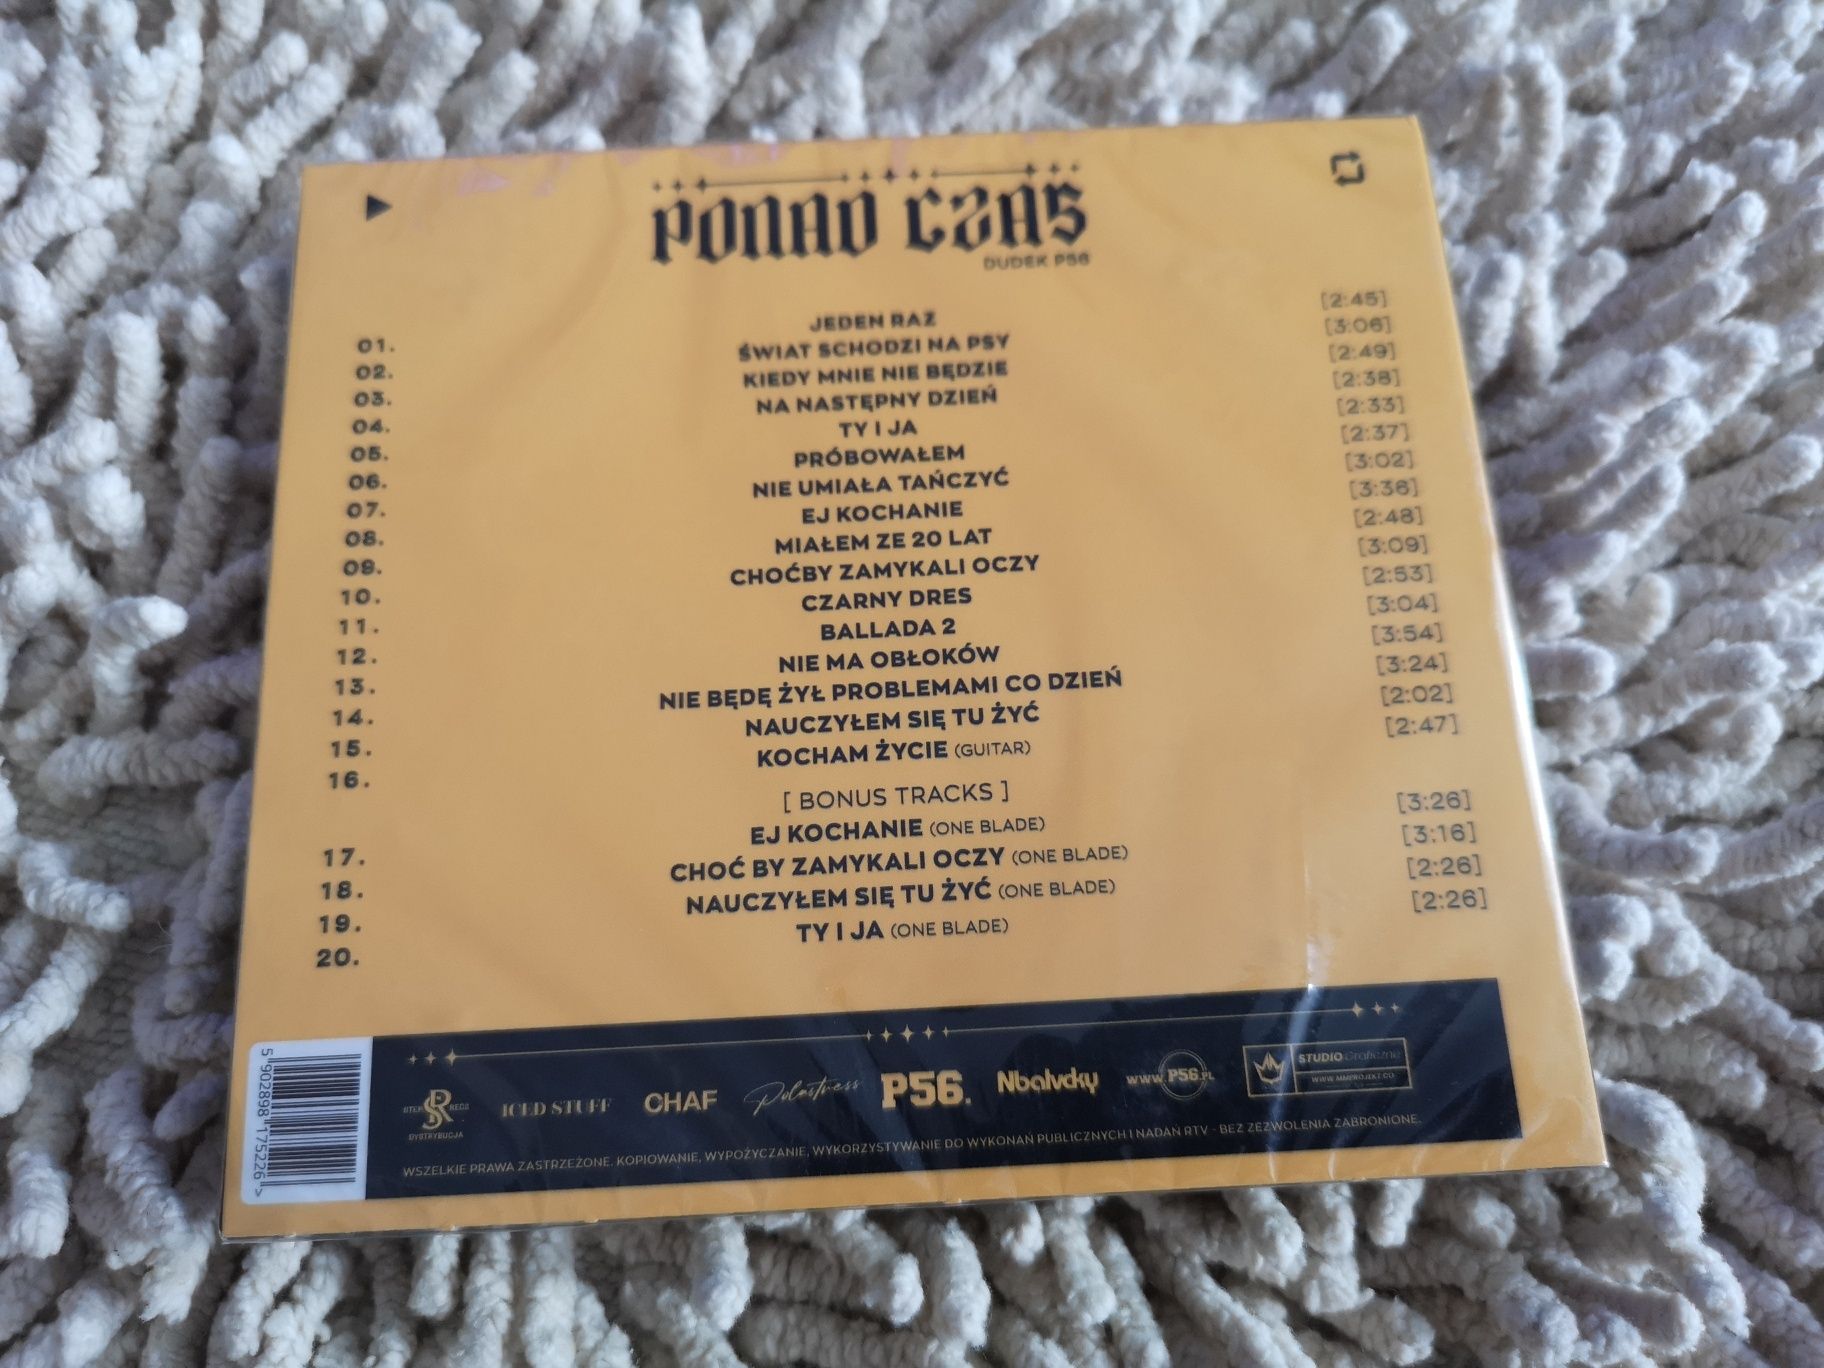 PONAD CZAS
DUDEK P56
01. JEDEN RAZ [2:45]
02. ŚWIAT SCHODZI NA PSY [3:06]
03. KIEDY MNIE NIE BĘDZIE [2:49]
04. NA NASTĘPNY DZIEŃ [2:38]
05. TY I JA [2:33]
06. PRÓBOWAŁEM [2:37]
07. NIE UMIAŁA TAŃCZYĆ [3:02]
08. EJ KOCHANIE [3:36]
09. MIAŁEM ZE 20 LAT [2:48]
10. CHOĆBY ZAMYKALI OCZY [3:09]
11. CZARNY DRES [2:53]
12. BALLADA 2 [3:04]
13. NIE MA OBŁOKÓW [3:54]
14. NIE BĘDĘ ŻYŁ PROBLEMAMI CO DZIEŃ [3:24]
15. NAUCZYŁEM SIĘ TU ŻYĆ [2:02]
16. KOCHAM ŻYCIE (GUITAR) [2:47]
[ BONUS TRACKS ]
17. EJ KOCHANIE (ONE BLADE) [3:26]
18. CHOĆ BY ZAMYKALI OCZY (ONE BLADE) [3:16]
19. NAUCZYŁEM SIĘ TU ŻYĆ (ONE BLADE) [2:26]
20. TY I JA (ONE BLADE) [2:26]
5 902898 175226 >
STEP RECS
DYSTRYBUCJA
ICED STUFF
CHAF
P56.
Nbalvcky
WWW.P56.PL
STUDIO Graficzne
WWW.MMPROJEKT.CO
WSZELKIE PRAWA ZASTRZEŻONE. KOPIOWANIE, WYPOŻYCZANIE, WYKORZYSTYWANIE DO WYKONAŃ PUBLICZNYCH I NADAŃ RTV - BEZ ZEZWOLENIA ZABRONIONE.